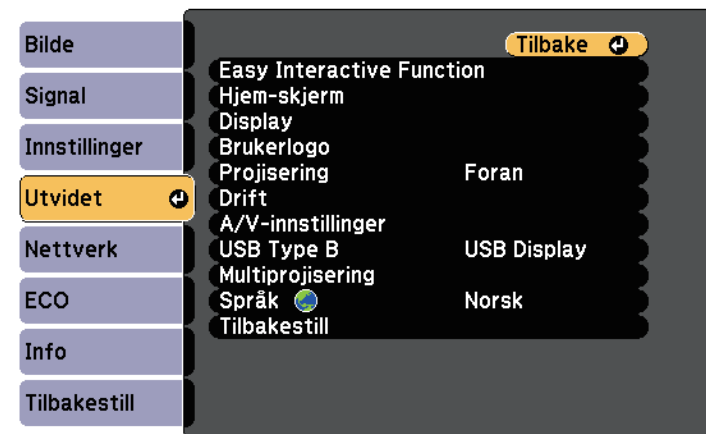 Bilde
Signal
Innstillinger
Utvidet
Nettverk
ECO
Info
Tilbakestill
Tilbake
Easy Interactive Function
Hjem-skjerm
Display
Brukerlogo
Projisering Foran
Drift
A/V-innstillinger
USB Type B USB Display
Multiprojisering
Språk Norsk
Tilbakestill